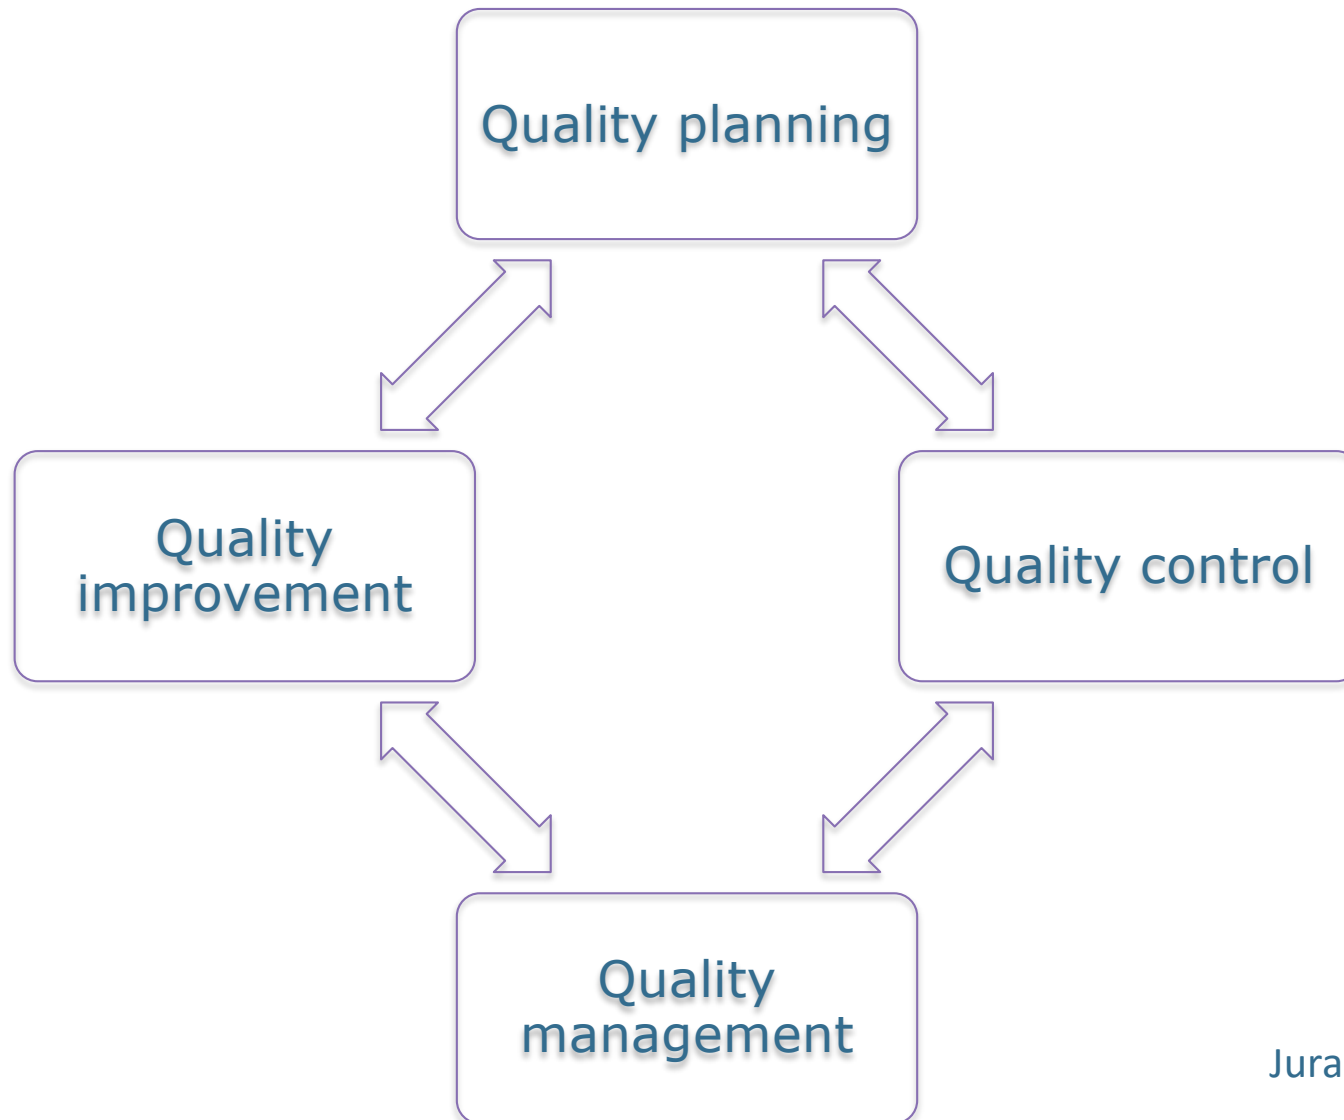 Quality planning
Quality
improvement
Quality control
Quality
management
Jura